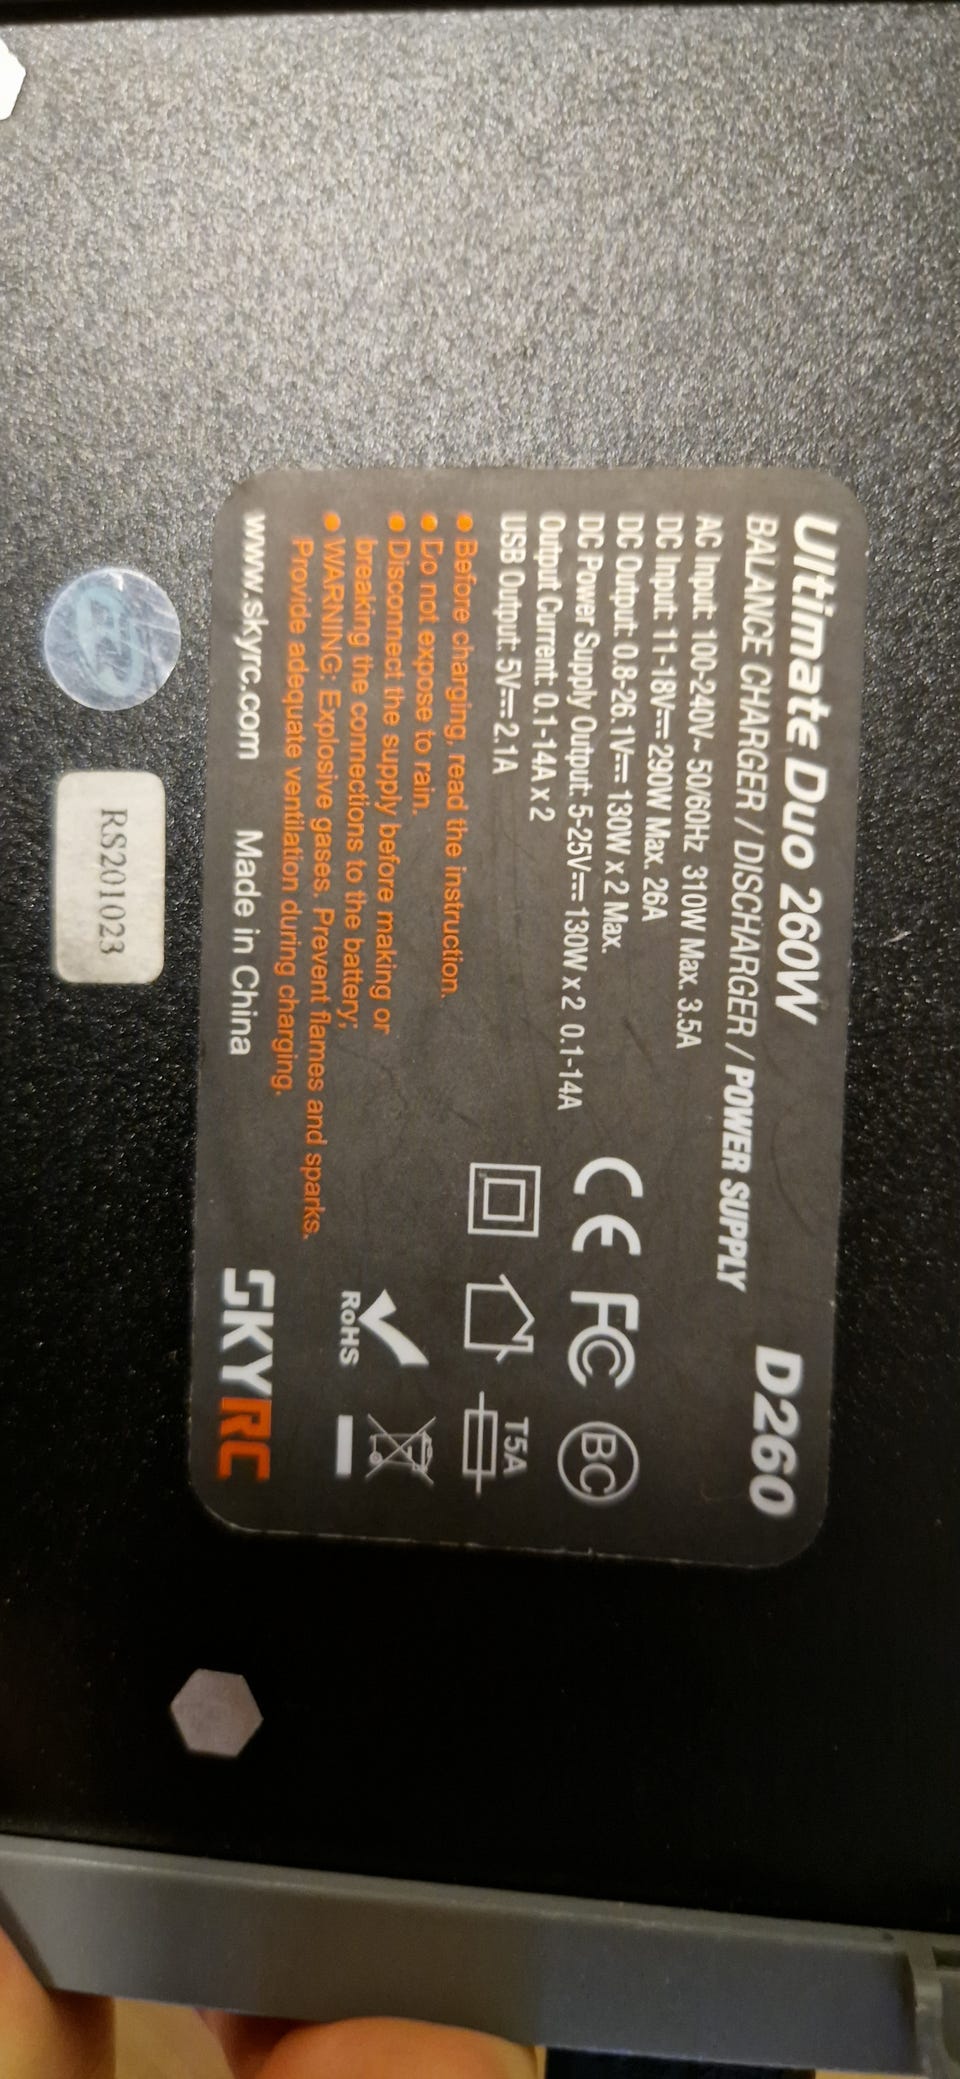 Ultimate Duo 260W D260
BALANCE CHARGER / DISCHARGER / POWER SUPPLY
AC Input: 100-240V~ 50/60Hz 310W Max. 3.5A
DC Input: 11-18V⎓ 290W Max. 26A
DC Output: 0.8-26.1V⎓ 130W x 2 Max.
DC Power Supply Output: 5-25V⎓ 130W x 2 0.1-14A
Output Current: 0.1-14A x 2
USB Output: 5V⎓ 2.1A
CE FC BC
T5A
RoHS
● Before charging, read the instruction.
● Do not expose to rain.
● Disconnect the supply before making or
breaking the connections to the battery;
● WARNING: Explosive gases. Prevent flames and sparks.
Provide adequate ventilation during charging.
www.skyrc.com Made in China
SKYRC
RS201023